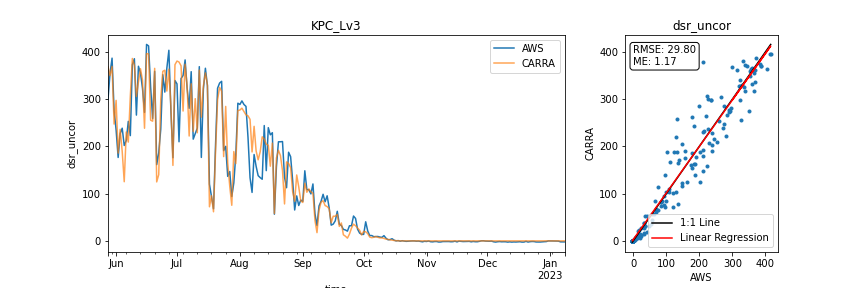 KPC_Lv3
dsr_uncor
400
300
200
100
0
Jun
Jul
Aug
Sep
Oct
Nov
Dec
Jan
2023
time
AWS
CARRA
dsr_uncor
CARRA
400
300
200
100
0
RMSE: 29.80
ME: 1.17
1:1 Line
Linear Regression
0
100
200
300
400
AWS